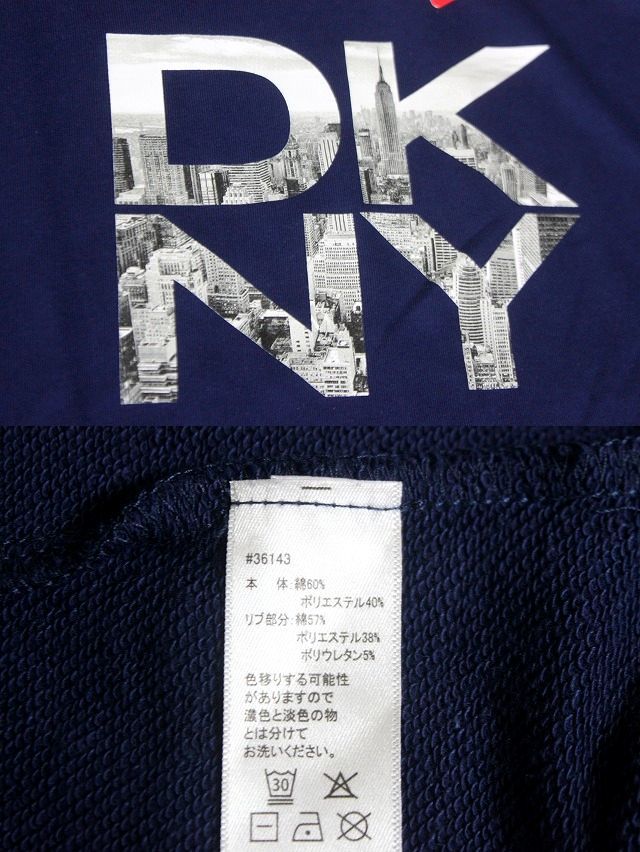 DK
NY
#36143
本 体:綿60%
ポリエステル40%
リブ部分:綿57%
ポリエステル38%
ポリウレタン5%
色移りする可能性
がありますので
濃色と淡色の物
とは分けて
お洗いください。
30